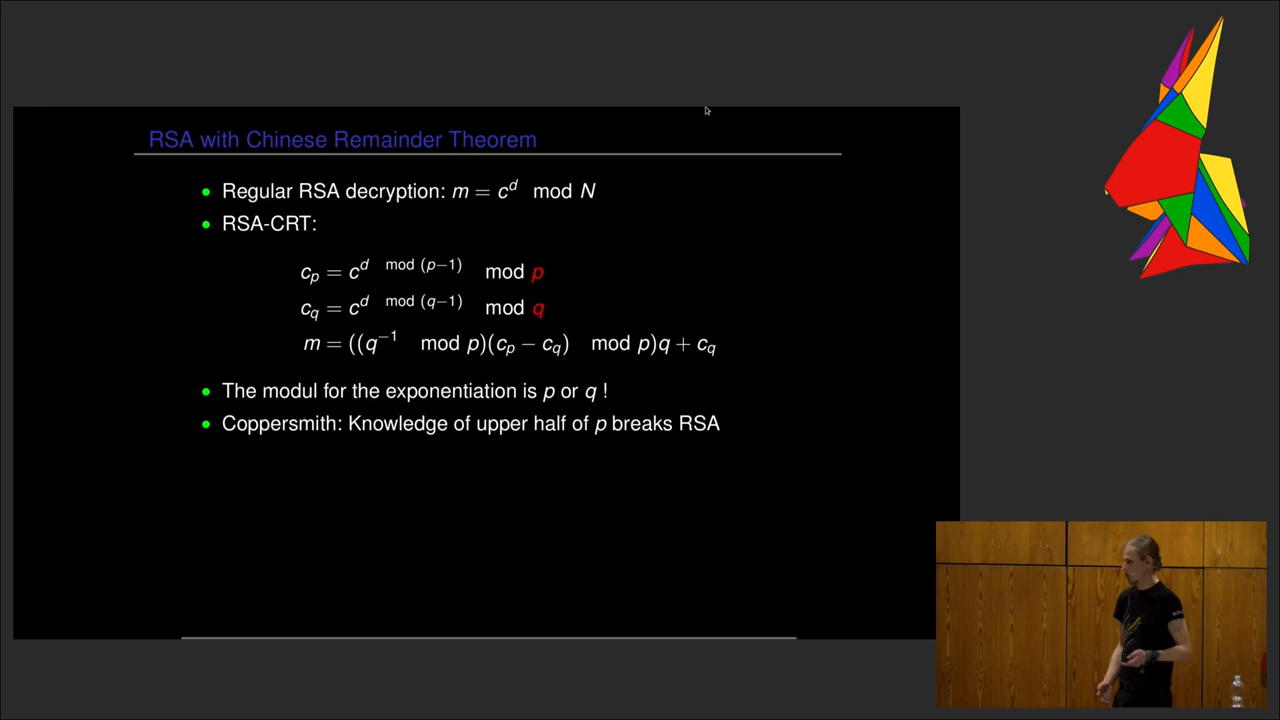 RSA with Chinese Remainder Theorem
Regular RSA decryption: m = c^d mod N
RSA-CRT:
c_p = c^{d mod (p−1)} mod p
c_q = c^{d mod (q−1)} mod q
m = ((q^{−1} mod p)(c_p − c_q) mod p)q + c_q
The modul for the exponentiation is p or q !
Coppersmith: Knowledge of upper half of p breaks RSA